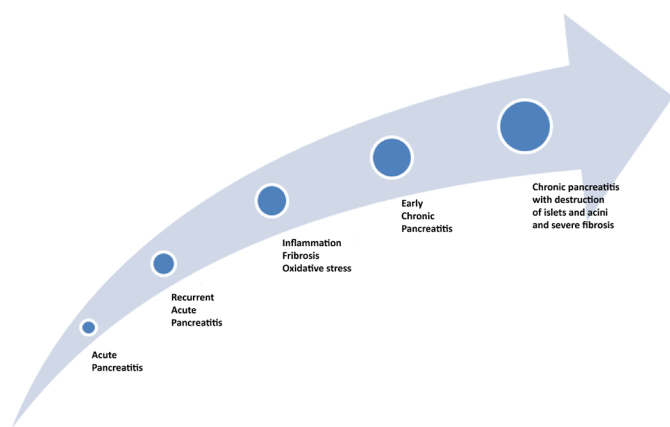 Acute
Pancreatitis
Recurrent
Acute
Pancreatitis
Inflammation
Fribrosis
Oxidative stress
Early
Chronic
Pancreatitis
Chronic pancreatitis
with destruction
of islets and acini
and severe fibrosis